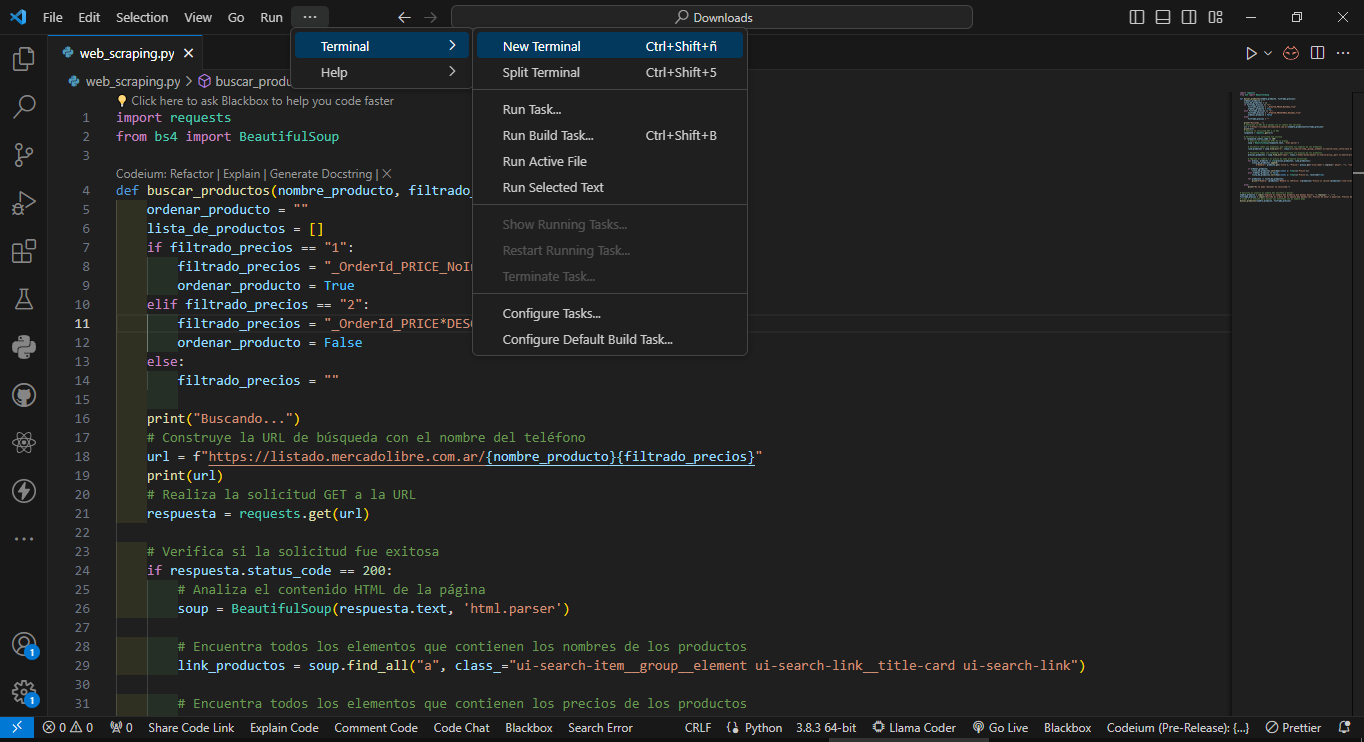 File Edit Selection View Go Run ··· Downloads
web_scraping.py
web_scraping.py > buscar_produ
Terminal
Help
New Terminal Ctrl+Shift+ñ
Split Terminal Ctrl+Shift+5
Run Task...
Run Build Task... Ctrl+Shift+B
Run Active File
Run Selected Text
Show Running Tasks...
Restart Running Task...
Terminate Task...
Configure Tasks...
Configure Default Build Task...
Click here to ask Blackbox to help you code faster
1 import requests
2 from bs4 import BeautifulSoup
3
Codeium: Refactor | Explain | Generate Docstring | ✕
4 def buscar_productos(nombre_producto, filtrado_
5 ordenar_producto = ""
6 lista_de_productos = []
7 if filtrado_precios == "1":
8 filtrado_precios = "_OrderId_PRICE_NoIn
9 ordenar_producto = True
10 elif filtrado_precios == "2":
11 filtrado_precios = "_OrderId_PRICE*DESC
12 ordenar_producto = False
13 else:
14 filtrado_precios = ""
15
16 print("Buscando...")
17 # Construye la URL de búsqueda con el nombre del teléfono
18 url = f"https://listado.mercadolibre.com.ar/{nombre_producto}{filtrado_precios}"
19 print(url)
20 # Realiza la solicitud GET a la URL
21 respuesta = requests.get(url)
22
23 # Verifica si la solicitud fue exitosa
24 if respuesta.status_code == 200:
25 # Analiza el contenido HTML de la página
26 soup = BeautifulSoup(respuesta.text, 'html.parser')
27
28 # Encuentra todos los elementos que contienen los nombres de los productos
29 link_productos = soup.find_all("a", class_="ui-search-item__group__element ui-search-link__title-card ui-search-link")
30
31 # Encuentra todos los elementos que contienen los precios de los productos
1
1
0 0 0 Share Code Link Explain Code Comment Code Code Chat Blackbox Search Error CRLF Python 3.8.3 64-bit Llama Coder Go Live Blackbox Codeium (Pre-Release): {...} Prettier